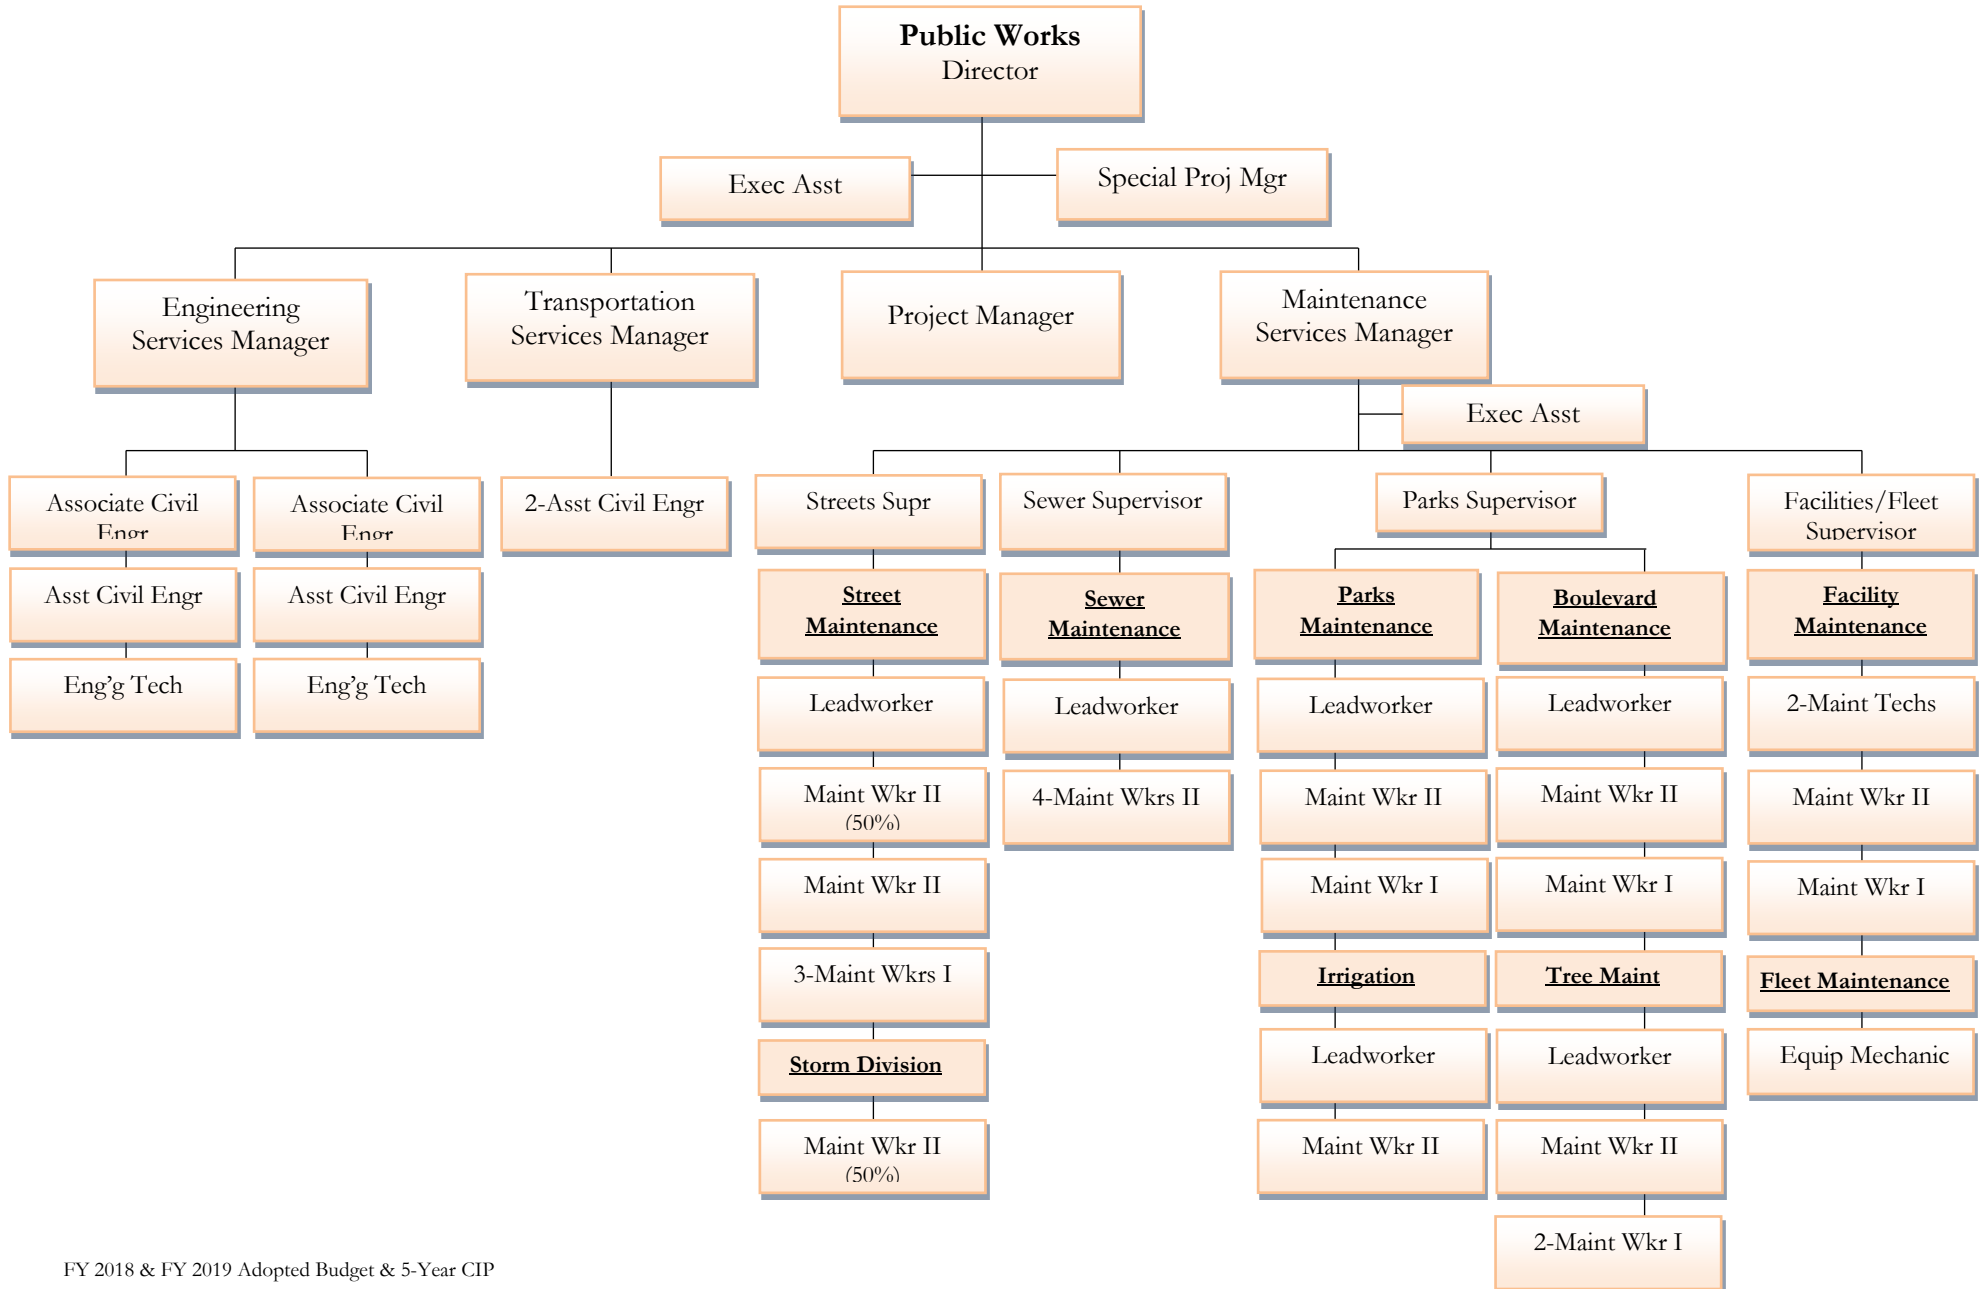 Public Works
Director
Exec Asst
Special Proj Mgr
Engineering
Services Manager
Transportation
Services Manager
Project Manager
Maintenance
Services Manager
Exec Asst
Associate Civil
Engr
Associate Civil
Engr
2-Asst Civil Engr
Streets Supr
Sewer Supervisor
Parks Supervisor
Facilities/Fleet
Supervisor
Asst Civil Engr
Asst Civil Engr
Eng'g Tech
Eng'g Tech
Street
Maintenance
Leadworker
Maint Wkr II
(50%)
Maint Wkr II
3-Maint Wkrs I
Storm Division
Maint Wkr II
(50%)
Sewer
Maintenance
Leadworker
4-Maint Wkrs II
Parks
Maintenance
Leadworker
Maint Wkr II
Maint Wkr I
Irrigation
Leadworker
Maint Wkr II
Boulevard
Maintenance
Leadworker
Maint Wkr II
Maint Wkr I
Tree Maint
Leadworker
Maint Wkr II
2-Maint Wkr I
Facility
Maintenance
2-Maint Techs
Maint Wkr II
Maint Wkr I
Fleet Maintenance
Equip Mechanic
FY 2018 & FY 2019 Adopted Budget & 5-Year CIP